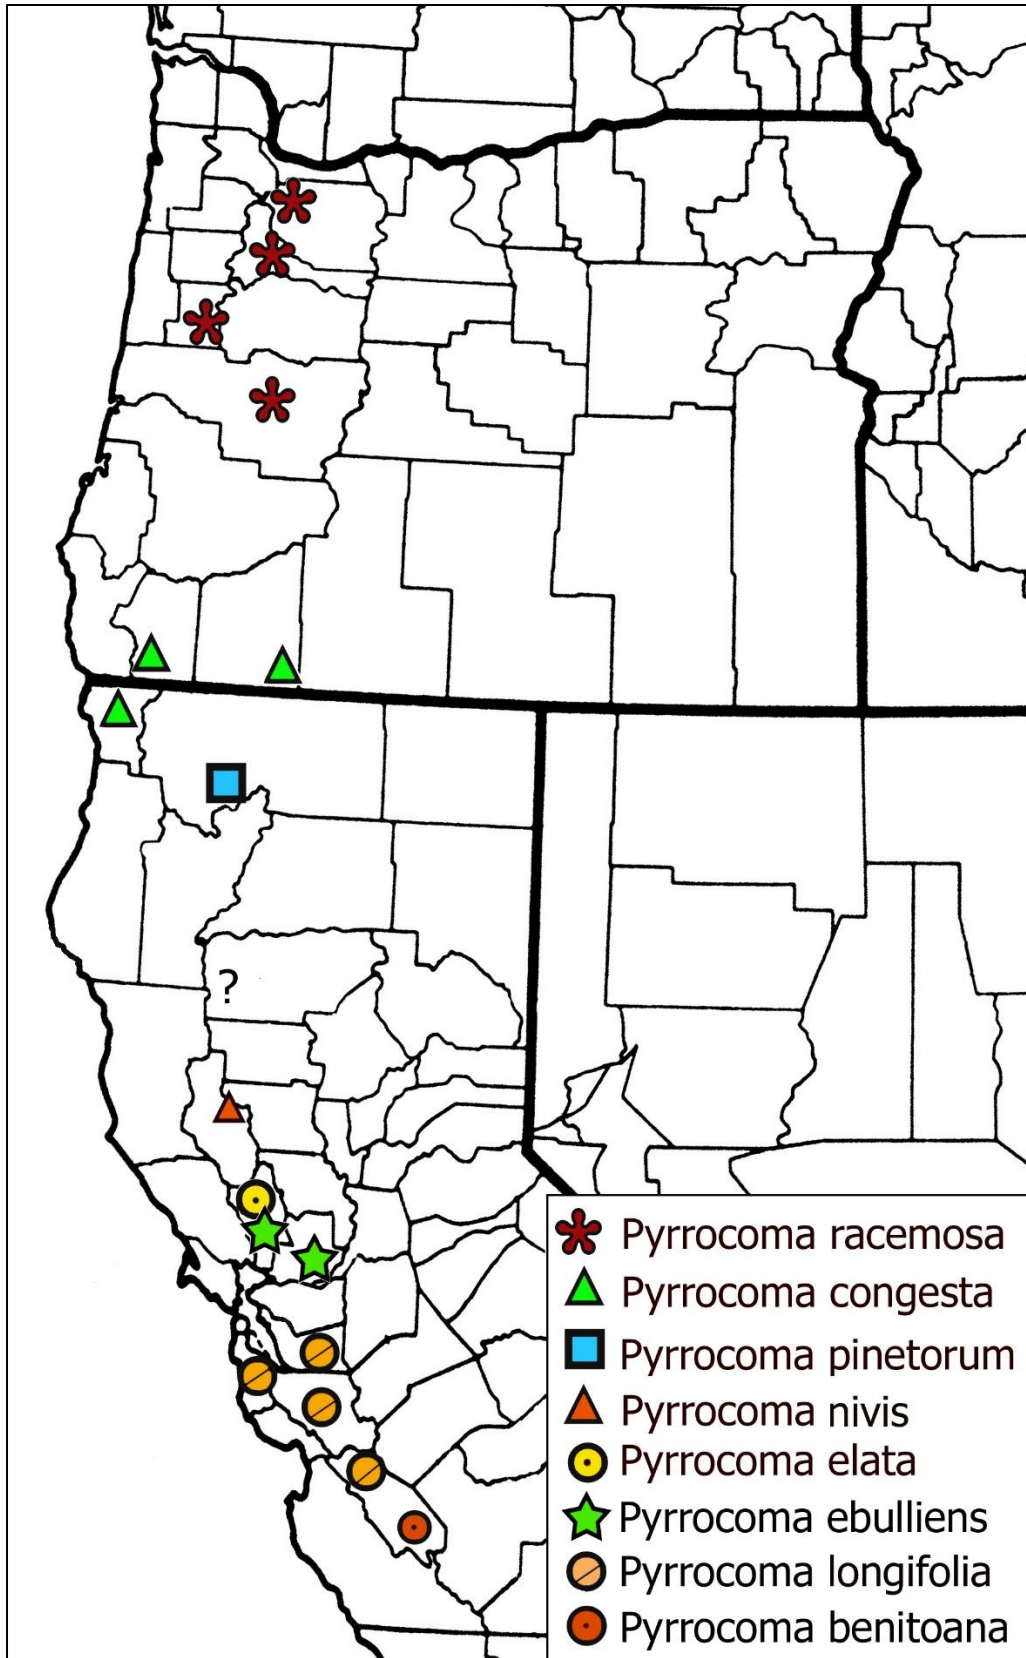 ?
Pyrrocoma racemosa
Pyrrocoma congesta
Pyrrocoma pinetorum
Pyrrocoma nivis
Pyrrocoma elata
Pyrrocoma ebulliens
Pyrrocoma longifolia
Pyrrocoma benitoana